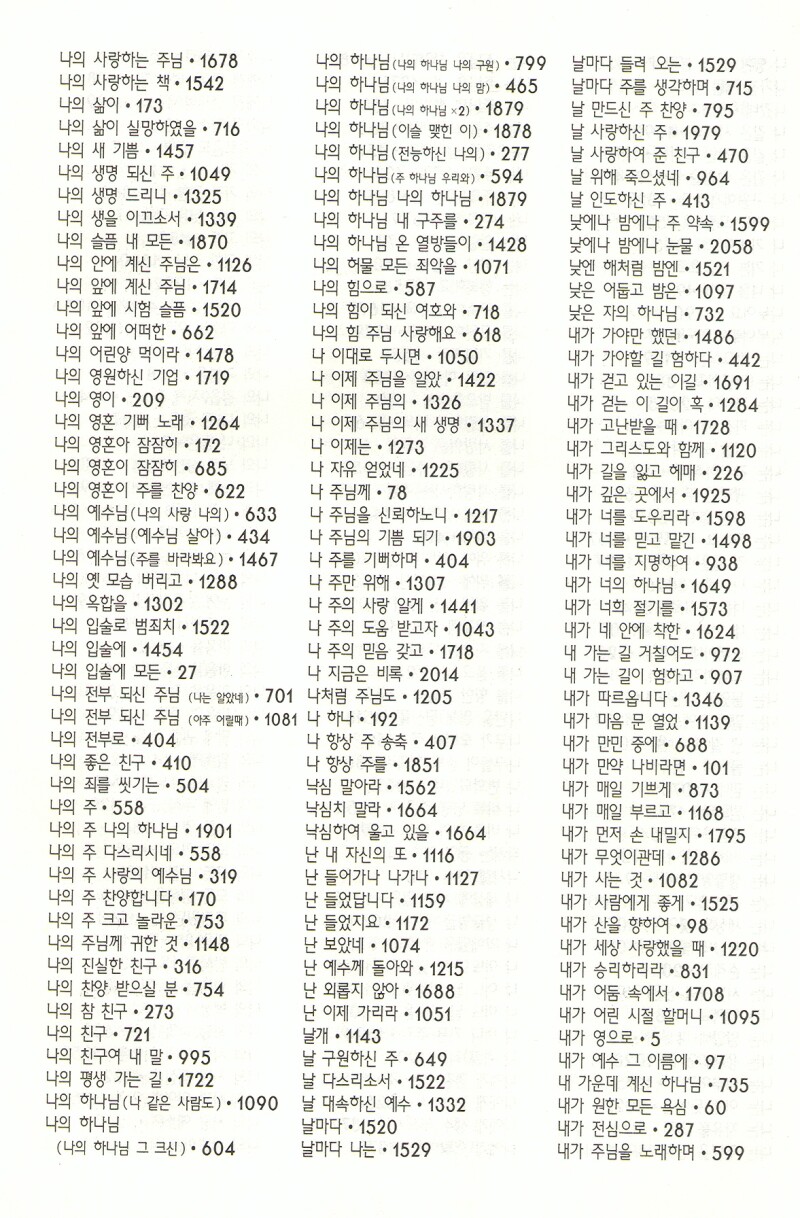 나의 사랑하는 주님 • 1678
나의 사랑하는 책 • 1542
나의 삶이 • 173
나의 삶이 실망하였을 • 716
나의 새 기쁨 • 1457
나의 생명 되신 주 • 1049
나의 생명 드리니 • 1325
나의 생을 이끄소서 • 1339
나의 슬픔 내 모든 • 1870
나의 안에 계신 주님은 • 1126
나의 앞에 계신 주님 • 1714
나의 앞에 시험 슬픔 • 1520
나의 앞에 어떠한 • 662
나의 어린양 먹이라 • 1478
나의 영원하신 기업 • 1719
나의 영이 • 209
나의 영혼 기뻐 노래 • 1264
나의 영혼아 잠잠히 • 172
나의 영혼이 잠잠히 • 685
나의 영혼이 주를 찬양 • 622
나의 예수님(나의 사랑 나의) • 633
나의 예수님(예수님 살아) • 434
나의 예수님(주를 바라봐요) • 1467
나의 옛 모습 버리고 • 1288
나의 옥합을 • 1302
나의 입술로 범죄치 • 1522
나의 입술에 • 1454
나의 입술에 모든 • 27
나의 전부 되신 주님 (나는 알았네) • 701
나의 전부 되신 주님 (아주 어릴때) • 1081
나의 전부로 • 404
나의 좋은 친구 • 410
나의 죄를 씻기는 • 504
나의 주 • 558
나의 주 나의 하나님 • 1901
나의 주 다스리시네 • 558
나의 주 사랑의 예수님 • 319
나의 주 찬양합니다 • 170
나의 주 크고 놀라운 • 753
나의 주님께 귀한 것 • 1148
나의 진실한 친구 • 316
나의 찬양 받으실 분 • 754
나의 참 친구 • 273
나의 친구 • 721
나의 친구여 내 말 • 995
나의 평생 가는 길 • 1722
나의 하나님(나 같은 사람도) • 1090
나의 하나님
(나의 하나님 그 크신) • 604
나의 하나님(나의 하나님 나의 구원) • 799
나의 하나님(나의 하나님 나의 맘) • 465
나의 하나님(나의 하나님 ×2) • 1879
나의 하나님(이슬 맺힌 이) • 1878
나의 하나님(전능하신 나의) • 277
나의 하나님(주 하나님 우리와) • 594
나의 하나님 나의 하나님 • 1879
나의 하나님 내 구주를 • 274
나의 하나님 온 열방들이 • 1428
나의 허물 모든 죄악을 • 1071
나의 힘으로 • 587
나의 힘이 되신 여호와 • 718
나의 힘 주님 사랑해요 • 618
나 이대로 두시면 • 1050
나 이제 주님을 알았 • 1422
나 이제 주님의 • 1326
나 이제 주님의 새 생명 • 1337
나 이제는 • 1273
나 자유 얻었네 • 1225
나 주님께 • 78
나 주님을 신뢰하노니 • 1217
나 주님의 기쁨 되기 • 1903
나 주를 기뻐하며 • 404
나 주만 위해 • 1307
나 주의 사랑 알게 • 1441
나 주의 도움 받고자 • 1043
나 주의 믿음 갖고 • 1718
나 지금은 비록 • 2014
나처럼 주님도 • 1205
나 하나 • 192
나 항상 주 송축 • 407
나 항상 주를 • 1851
낙심 말아라 • 1562
낙심치 말라 • 1664
낙심하여 울고 있을 • 1664
난 내 자신의 또 • 1116
난 들어가나 나가나 • 1127
난 들었답니다 • 1159
난 들었지요 • 1172
난 보았네 • 1074
난 예수께 돌아와 • 1215
난 외롭지 않아 • 1688
난 이제 가리라 • 1051
날개 • 1143
날 구원하신 주 • 649
날 다스리소서 • 1522
날 대속하신 예수 • 1332
날마다 • 1520
날마다 나는 • 1529
날마다 들려 오는 • 1529
날마다 주를 생각하며 • 715
날 만드신 주 찬양 • 795
날 사랑하신 주 • 1979
날 사랑하여 준 친구 • 470
날 위해 죽으셨네 • 964
날 인도하신 주 • 413
낮에나 밤에나 주 약속 • 1599
낮에나 밤에나 눈물 • 2058
낮엔 해처럼 밤엔 • 1521
낮은 어둡고 밤은 • 1097
낮은 자의 하나님 • 732
내가 가야만 했던 • 1486
내가 가야할 길 험하다 • 442
내가 걷고 있는 이길 • 1691
내가 걷는 이 길이 혹 • 1284
내가 고난받을 때 • 1728
내가 그리스도와 함께 • 1120
내가 길을 잃고 헤매 • 226
내가 깊은 곳에서 • 1925
내가 너를 도우리라 • 1598
내가 너를 믿고 맡긴 • 1498
내가 너를 지명하여 • 938
내가 너의 하나님 • 1649
내가 너희 절기를 • 1573
내가 네 안에 착한 • 1624
내 가는 길 거칠어도 • 972
내 가는 길이 험하고 • 907
내가 따르옵니다 • 1346
내가 마음 문 열었 • 1139
내가 만민 중에 • 688
내가 만약 나비라면 • 101
내가 매일 기쁘게 • 873
내가 매일 부르고 • 1168
내가 먼저 손 내밀지 • 1795
내가 무엇이관데 • 1286
내가 사는 것 • 1082
내가 사람에게 좋게 • 1525
내가 산을 향하여 • 98
내가 세상 사랑했을 때 • 1220
내가 승리하리라 • 831
내가 어둠 속에서 • 1708
내가 어린 시절 할머니 • 1095
내가 영으로 • 5
내가 예수 그 이름에 • 97
내 가운데 계신 하나님 • 735
내가 원한 모든 욕심 • 60
내가 전심으로 • 287
내가 주님을 노래하며 • 599